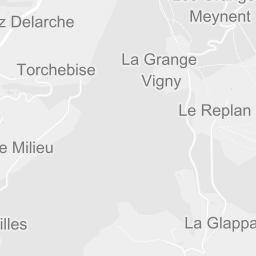 Meynent
z Delarche
La Grange
Vigny
Torchebise
Le Replan
e Milieu
La Glappa
illes